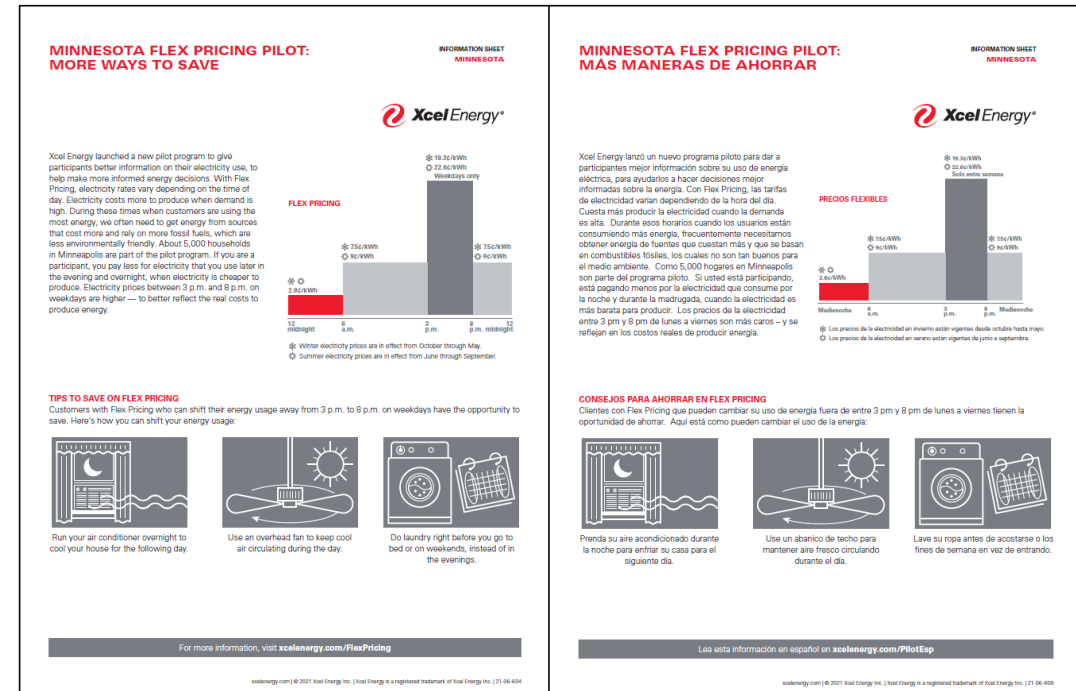 MINNESOTA FLEX PRICING PILOT:
MORE WAYS TO SAVE
INFORMATION SHEET
MINNESOTA
Xcel Energy®
Xcel Energy launched a new pilot program to give
participants better information on their electricity use, to
help make more informed energy decisions. With Flex
Pricing, electricity rates vary depending on the time of
day. Electricity costs more to produce when demand is
high. During these times when customers are using the
most energy, we often need to get energy from sources
that cost more and rely on more fossil fuels, which are
less environmentally friendly. About 5,000 households
in Minneapolis are part of the pilot program. If you are a
participant, you pay less for electricity that you use later in
the evening and overnight, when electricity is cheaper to
produce. Electricity prices between 3 p.m. and 8 p.m. on
weekdays are higher — to better reflect the real costs to
produce energy.
FLEX PRICING
19.3¢/kWh
22.6¢/kWh
Weekdays only
7.5¢/kWh
9¢/kWh
7.5¢/kWh
9¢/kWh
2.8¢/kWh
12 midnight
6 a.m.
3 p.m.
8 p.m.
12 midnight
Winter electricity prices are in effect from October through May.
Summer electricity prices are in effect from June through September.
TIPS TO SAVE ON FLEX PRICING
Customers with Flex Pricing who can shift their energy usage away from 3 p.m. to 8 p.m. on weekdays have the opportunity to
save. Here's how you can shift your energy usage:
Run your air conditioner overnight to
cool your house for the following day.
Use an overhead fan to keep cool
air circulating during the day.
Do laundry right before you go to
bed or on weekends, instead of in
the evenings.
For more information, visit xcelenergy.com/FlexPricing
xcelenergy.com | © 2021 Xcel Energy Inc. | Xcel Energy is a registered trademark of Xcel Energy Inc. | 21-06-604
MINNESOTA FLEX PRICING PILOT:
MÁS MANERAS DE AHORRAR
INFORMATION SHEET
MINNESOTA
Xcel Energy®
Xcel Energy lanzó un nuevo programa piloto para dar a
participantes mejor información sobre su uso de energía
eléctrica, para ayudarlos a hacer decisiones mejor
informadas sobre la energía. Con Flex Pricing, las tarifas
de electricidad varían dependiendo de la hora del día.
Cuesta más producir la electricidad cuando la demanda
es alta. Durante esos horarios cuando los usuarios están
consumiendo más energía, frecuentemente necesitamos
obtener energía de fuentes que cuestan más y que se basan
en combustibles fósiles, los cuales no son tan buenos para
el medio ambiente. Como 5,000 hogares en Minneapolis
son parte del programa piloto. Si usted está participando,
está pagando menos por la electricidad que consume por
la noche y durante la madrugada, cuando la electricidad es
más barata para producir. Los precios de la electricidad
entre 3 pm y 8 pm de lunes a viernes son más caros – y se
reflejan en los costos reales de producir energía.
PRECIOS FLEXIBLES
19.3¢/kWh
22.6¢/kWh
Solo entre semana
7.5¢/kWh
9¢/kWh
7.5¢/kWh
9¢/kWh
2.8¢/kWh
Medianoche
6 a.m.
3 p.m.
p.m.
Medianoche
Los precios de la electricidad en invierno están vigentes desde octubre hasta mayo.
Los precios de la electricidad en verano están vigentes de junio a septiembre.
CONSEJOS PARA AHORRAR EN FLEX PRICING
Clientes con Flex Pricing que pueden cambiar su uso de energía fuera de entre 3 pm y 8 pm de lunes a viernes tienen la
oportunidad de ahorrar. Aquí está como pueden cambiar el uso de la energía:
Prenda su aire acondicionado durante
la noche para enfriar su casa para el
siguiente día.
Use un abanico de techo para
mantener aire fresco circulando
durante el día.
Lave su ropa antes de acostarse o los
fines de semana en vez de entrando.
Lea esta información en español en xcelenergy.com/PilotEsp
xcelenergy.com | © 2021 Xcel Energy Inc. | Xcel Energy is a registered trademark of Xcel Energy Inc. | 21-06-609